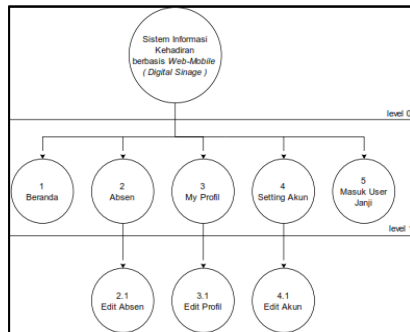 Sistem Informasi
Kehadiran
berbasis Web-Mobile
( Digital Sinage )
level 0
1
Beranda
2
Absen
3
My Profil
4
Setting Akun
5
Masuk User
Janji
level 1
2.1
Edit Absen
3.1
Edit Profil
4.1
Edit Akun